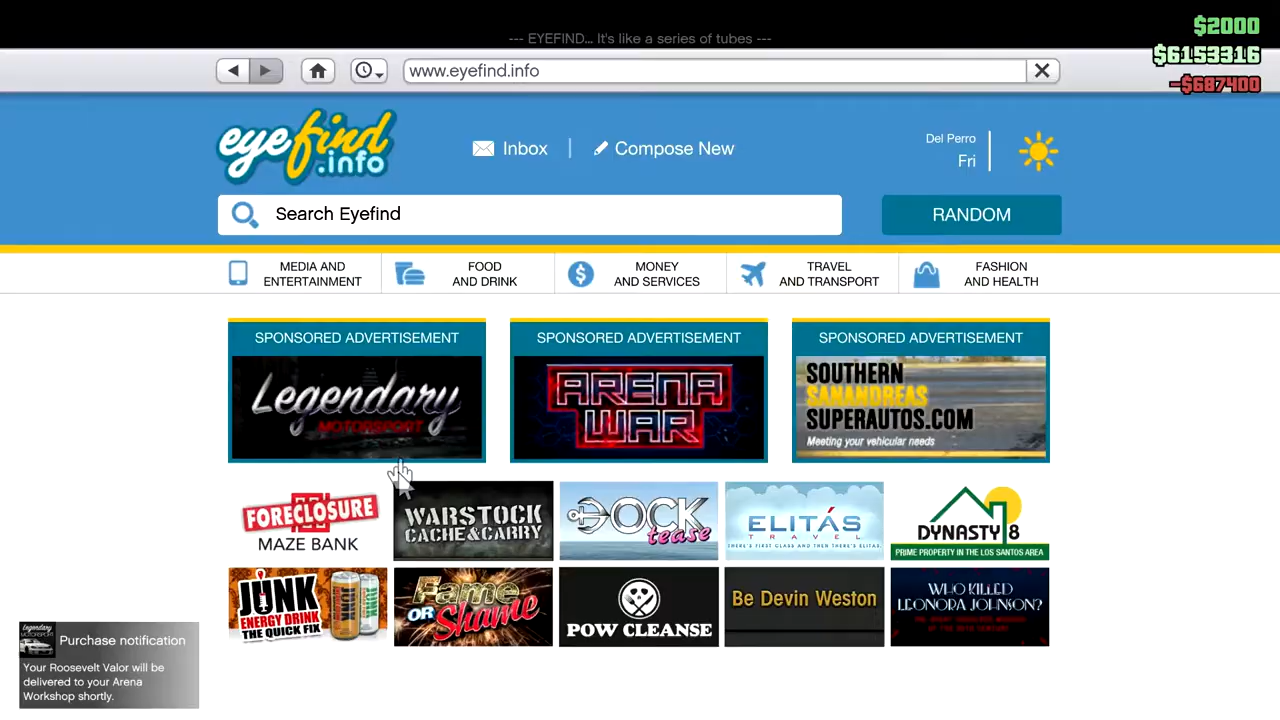 --- EYEFIND... It's like a series of tubes ---
$2000
$6153316
-$687400
www.eyefind.info
eyefind
.info
Inbox
Compose New
Del Perro
Fri
Search Eyefind
RANDOM
MEDIA AND
ENTERTAINMENT
FOOD
AND DRINK
MONEY
AND SERVICES
TRAVEL
AND TRANSPORT
FASHION
AND HEALTH
SPONSORED ADVERTISEMENT
Legendary
MOTORSPORT
SPONSORED ADVERTISEMENT
ARENA
WAR
SPONSORED ADVERTISEMENT
SOUTHERN
SANANDREAS
SUPERAUTOS.COM
Meeting your vehicular needs
FORECLOSURE
MAZE BANK
WARSTOCK
CACHE&CARRY
DOCK
tease
ELITÁS
TRAVEL
THERE'S FIRST CLASS AND THEN THERE'S ELITAS.
DYNASTY 8
PRIME PROPERTY IN THE LOS SANTOS AREA
JUNK
ENERGY DRINK
THE QUICK FIX
Fame
OR Shame
POW CLEANSE
Be Devin Weston
WHO KILLED
LEONORA JOHNSON?
Legendary
MOTORSPORT
Purchase notification
Your Roosevelt Valor will be
delivered to your Arena
Workshop shortly.